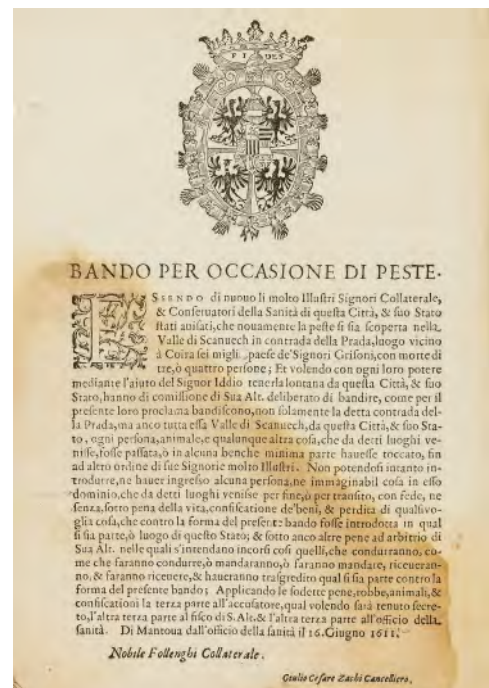 FIDES
BANDO PER OCCASIONE DI PESTE.
ESSENDO di nuouo li molto Illustri Signori Collaterale,
& Conseruatori della Sanità di questa Città, & suo Stato
stati auisati, che nouamente la peste si sia scoperta nella
Valle di Scanuech in contrada della Prada, luogo vicino
à Coira sei migli paese de'Signori Grisoni, con morte di
tre, ò quattro persone; Et volendo con ogni loro potere
mediante l'aiuto del Signor Iddio tenerla lontana da questa Città, & suo
Stato, hanno di comissione di Sua Alt. deliberato di bandire, come per il
presente loro proclama bandiscono, non solamente la detta contrada del-
la Prada, ma anco tutta essa Valle di Scanuech, da questa Città, & suo Sta-
to, ogni persona, animale, e qualunque altra cosa, che da detti luoghi ve-
nisse, fosse passata, ò in alcuna benche minima parte hauesse toccato, fin
ad altro ordine di sue Signorie molto Illustri. Non potendosi intanto in-
trodurre, ne hauer ingresso alcuna persona, ne immaginabil cosa in esso
dominio, che da detti luoghi venisse per fine, ò per transito, con fede, ne
senza, sotto pena della vita, confiscatione de'beni, & perdita di qualsiuo-
glia cosa, che contro la forma del presente bando fosse introdotta in qual
si sia parte, ò luogo di questo Stato; & sotto anco altre pene ad arbitrio di
Sua Alt. nelle quali s'intendano incorsi cosi quelli, che condurranno, co-
me che faranno condurre, ò mandaranno, ò faranno mandare, riceueran-
no, & faranno riceuere, & haueranno trasgredito qual si sia parte contro la
forma del presente bando; Applicando le sodette pene, robbe, animali, &
confiscationi la terza parte all'accusatore, qual volendo sarà tenuto secre-
to, l'altra terza parte al fisco di S. Alt. & l'altra terza parte all'officio della
sanità. Di Mantoua dall'officio della sanità il 16. Giugno 1611.
Nobile Follenghi Collaterale.
Giulio Cesare Zachi Cancelliero.